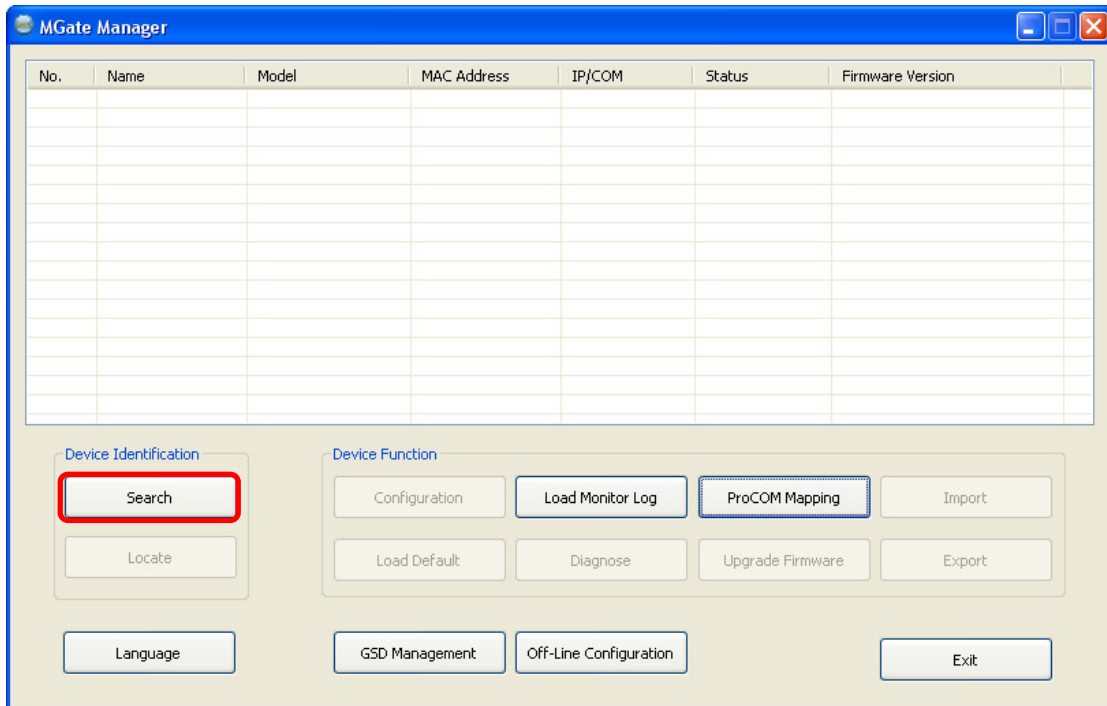 MGate Manager
No. Name Model MAC Address IP/COM Status Firmware Version
Device Identification Device Function
Search Configuration Load Monitor Log ProCOM Mapping Import
Locate Load Default Diagnose Upgrade Firmware Export
Language GSD Management Off-Line Configuration Exit